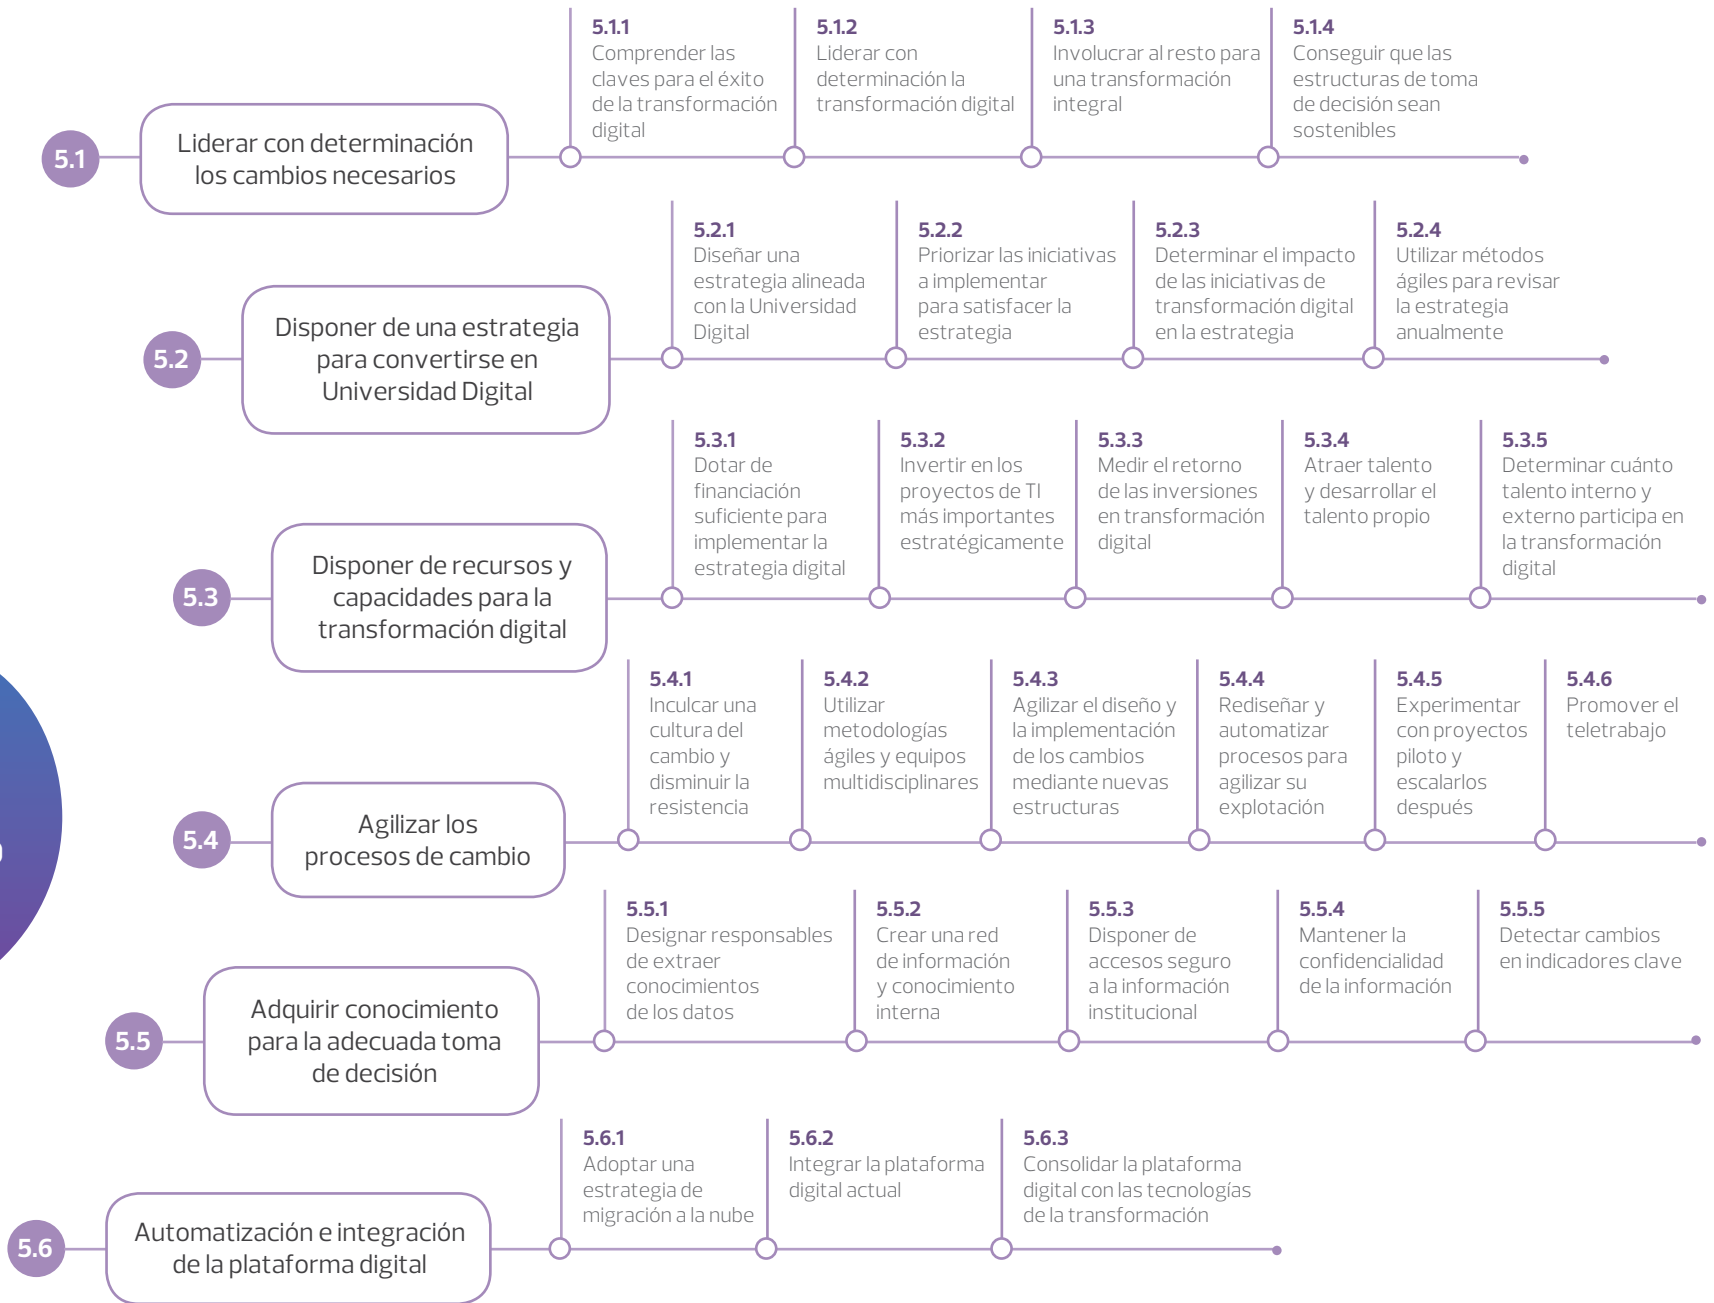 5.1
Liderar con determinación
los cambios necesarios
5.1.1
Comprender las
claves para el éxito
de la transformación
digital
5.1.2
Liderar con
determinación la
transformación digital
5.1.3
Involucrar al resto para
una transformación
integral
5.1.4
Conseguir que las
estructuras de toma
de decisión sean
sostenibles
5.2
Disponer de una estrategia
para convertirse en
Universidad Digital
5.2.1
Diseñar una
estrategia alineada
con la Universidad
Digital
5.2.2
Priorizar las iniciativas
a implementar
para satisfacer la
estrategia
5.2.3
Determinar el impacto
de las iniciativas de
transformación digital
en la estrategia
5.2.4
Utilizar métodos
ágiles para revisar
la estrategia
anualmente
5.3
Disponer de recursos y
capacidades para la
transformación digital
5.3.1
Dotar de
financiación
suficiente para
implementar la
estrategia digital
5.3.2
Invertir en los
proyectos de TI
más importantes
estratégicamente
5.3.3
Medir el retorno
de las inversiones
en transformación
digital
5.3.4
Atraer talento
y desarrollar el
talento propio
5.3.5
Determinar cuánto
talento interno y
externo participa en
la transformación
digital
5.4
Agilizar los
procesos de cambio
5.4.1
Inculcar una
cultura del
cambio y
disminuir la
resistencia
5.4.2
Utilizar
metodologías
ágiles y equipos
multidisciplinares
5.4.3
Agilizar el diseño y
la implementación
de los cambios
mediante nuevas
estructuras
5.4.4
Rediseñar y
automatizar
procesos para
agilizar su
explotación
5.4.5
Experimentar
con proyectos
piloto y
escalarlos
después
5.4.6
Promover el
teletrabajo
5.5
Adquirir conocimiento
para la adecuada toma
de decisión
5.5.1
Designar responsables
de extraer
conocimientos
de los datos
5.5.2
Crear una red
de información
y conocimiento
interna
5.5.3
Disponer de
accesos seguro
a la información
institucional
5.5.4
Mantener la
confidencialidad
de la información
5.5.5
Detectar cambios
en indicadores clave
5.6
Automatización e integración
de la plataforma digital
5.6.1
Adoptar una
estrategia de
migración a la nube
5.6.2
Integrar la plataforma
digital actual
5.6.3
Consolidar la plataforma
digital con las tecnologías
de la transformación